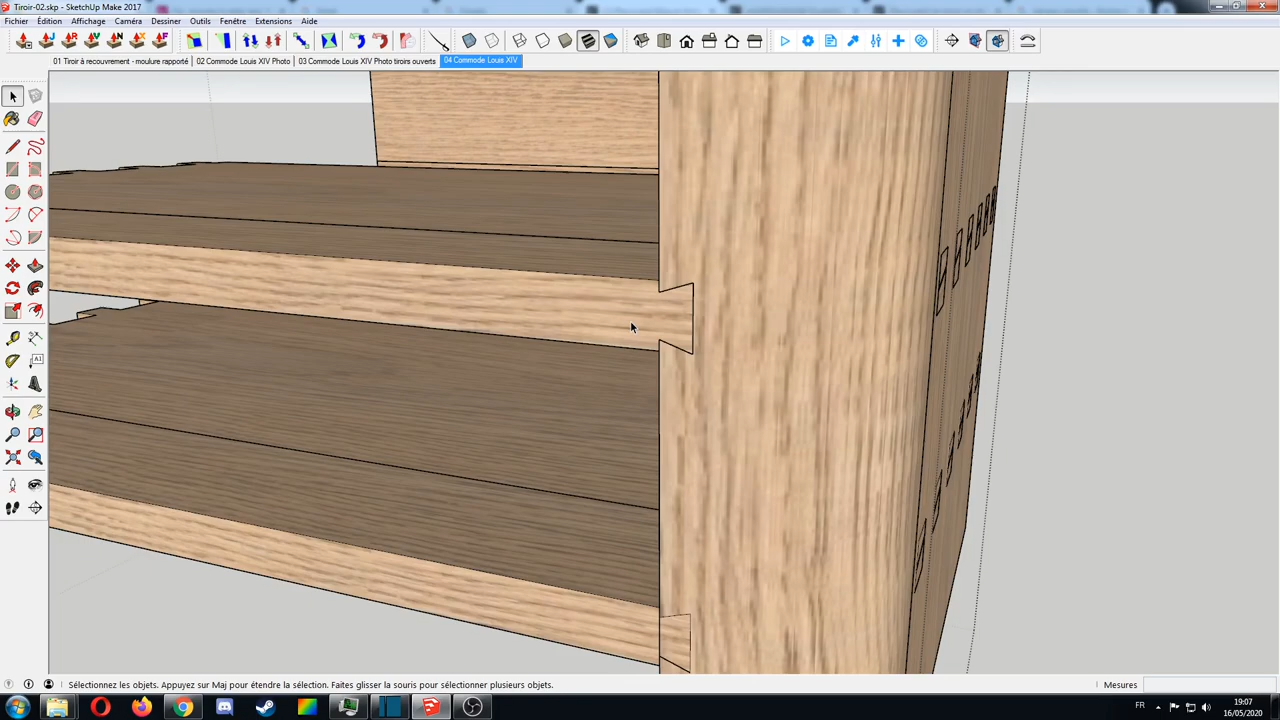 Tiroir-02.skp - SketchUp Make 2017
Fichier Édition Affichage Caméra Dessiner Outils Fenêtre Extensions Aide
01 Tiroir à recouvrement - moulure rapporté 02 Commode Louis XIV Photo 03 Commode Louis XIV Photo tiroirs ouverts 04 Commode Louis XIV
Sélectionnez les objets. Appuyez sur Maj pour étendre la sélection. Faites glisser la souris pour sélectionner plusieurs objets.
Mesures
FR
19:07
16/05/2020